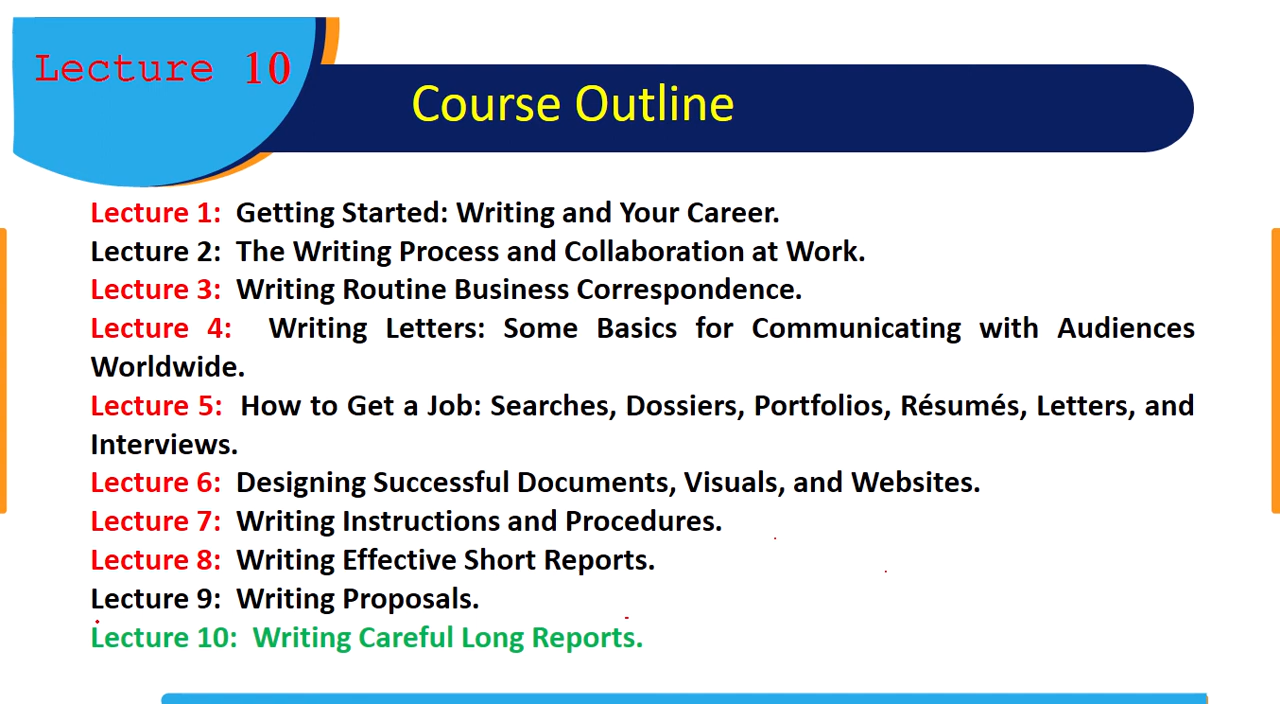 Lecture 10
Course Outline
Lecture 1: Getting Started: Writing and Your Career.
Lecture 2: The Writing Process and Collaboration at Work.
Lecture 3: Writing Routine Business Correspondence.
Lecture 4: Writing Letters: Some Basics for Communicating with Audiences
Worldwide.
Lecture 5: How to Get a Job: Searches, Dossiers, Portfolios, Résumés, Letters, and
Interviews.
Lecture 6: Designing Successful Documents, Visuals, and Websites.
Lecture 7: Writing Instructions and Procedures.
Lecture 8: Writing Effective Short Reports.
Lecture 9: Writing Proposals.
Lecture 10: Writing Careful Long Reports.